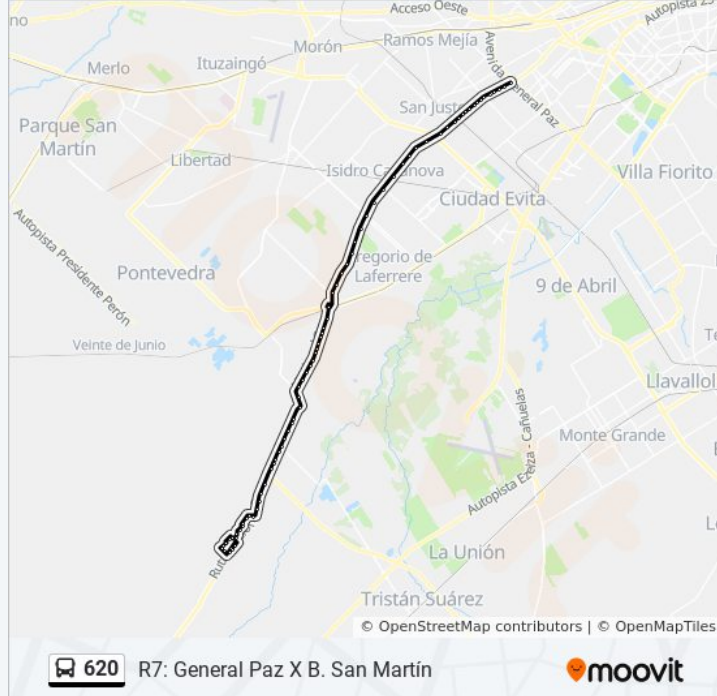 no
Acceso Oeste
Autopista 25
Ramos Mejía
Morón
Avenida General Paz
Ituzaingó
Merlo
San Justo
Parque San
Martín
Libertad
Isidro Casanova
Villa Fiorito
Ciudad Evita
Autopista Presidente Perón
Gregorio de
Laferrere
Pontevedra
9 de Abril
Veinte de Junio
Te
Llavallol
Autopista Ezeiza - Cañuelas
Monte Grande
La Unión
Tristán Suárez
© OpenStreetMap contributors | © OpenMapTiles
620 R7: General Paz X B. San Martín
moovit